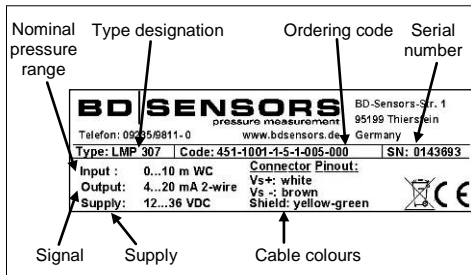 Nominal pressure range
Type designation
Ordering code
Serial number
BD SENSORS
pressure measurement
BD-Sensors-Str. 1
95199 Thierstein
Germany
Telefon: 09235/9811-0 www.bdsensors.de
Type: LMP 307 Code: 451-1001-1-5-1-005-000 SN: 0143693
Input : 0...10 m WC
Output: 4...20 mA 2-wire
Supply: 12...36 VDC
Connector Pinout:
Vs+: white
Vs -: brown
Shield: yellow-green
CE
Signal
Supply
Cable colours